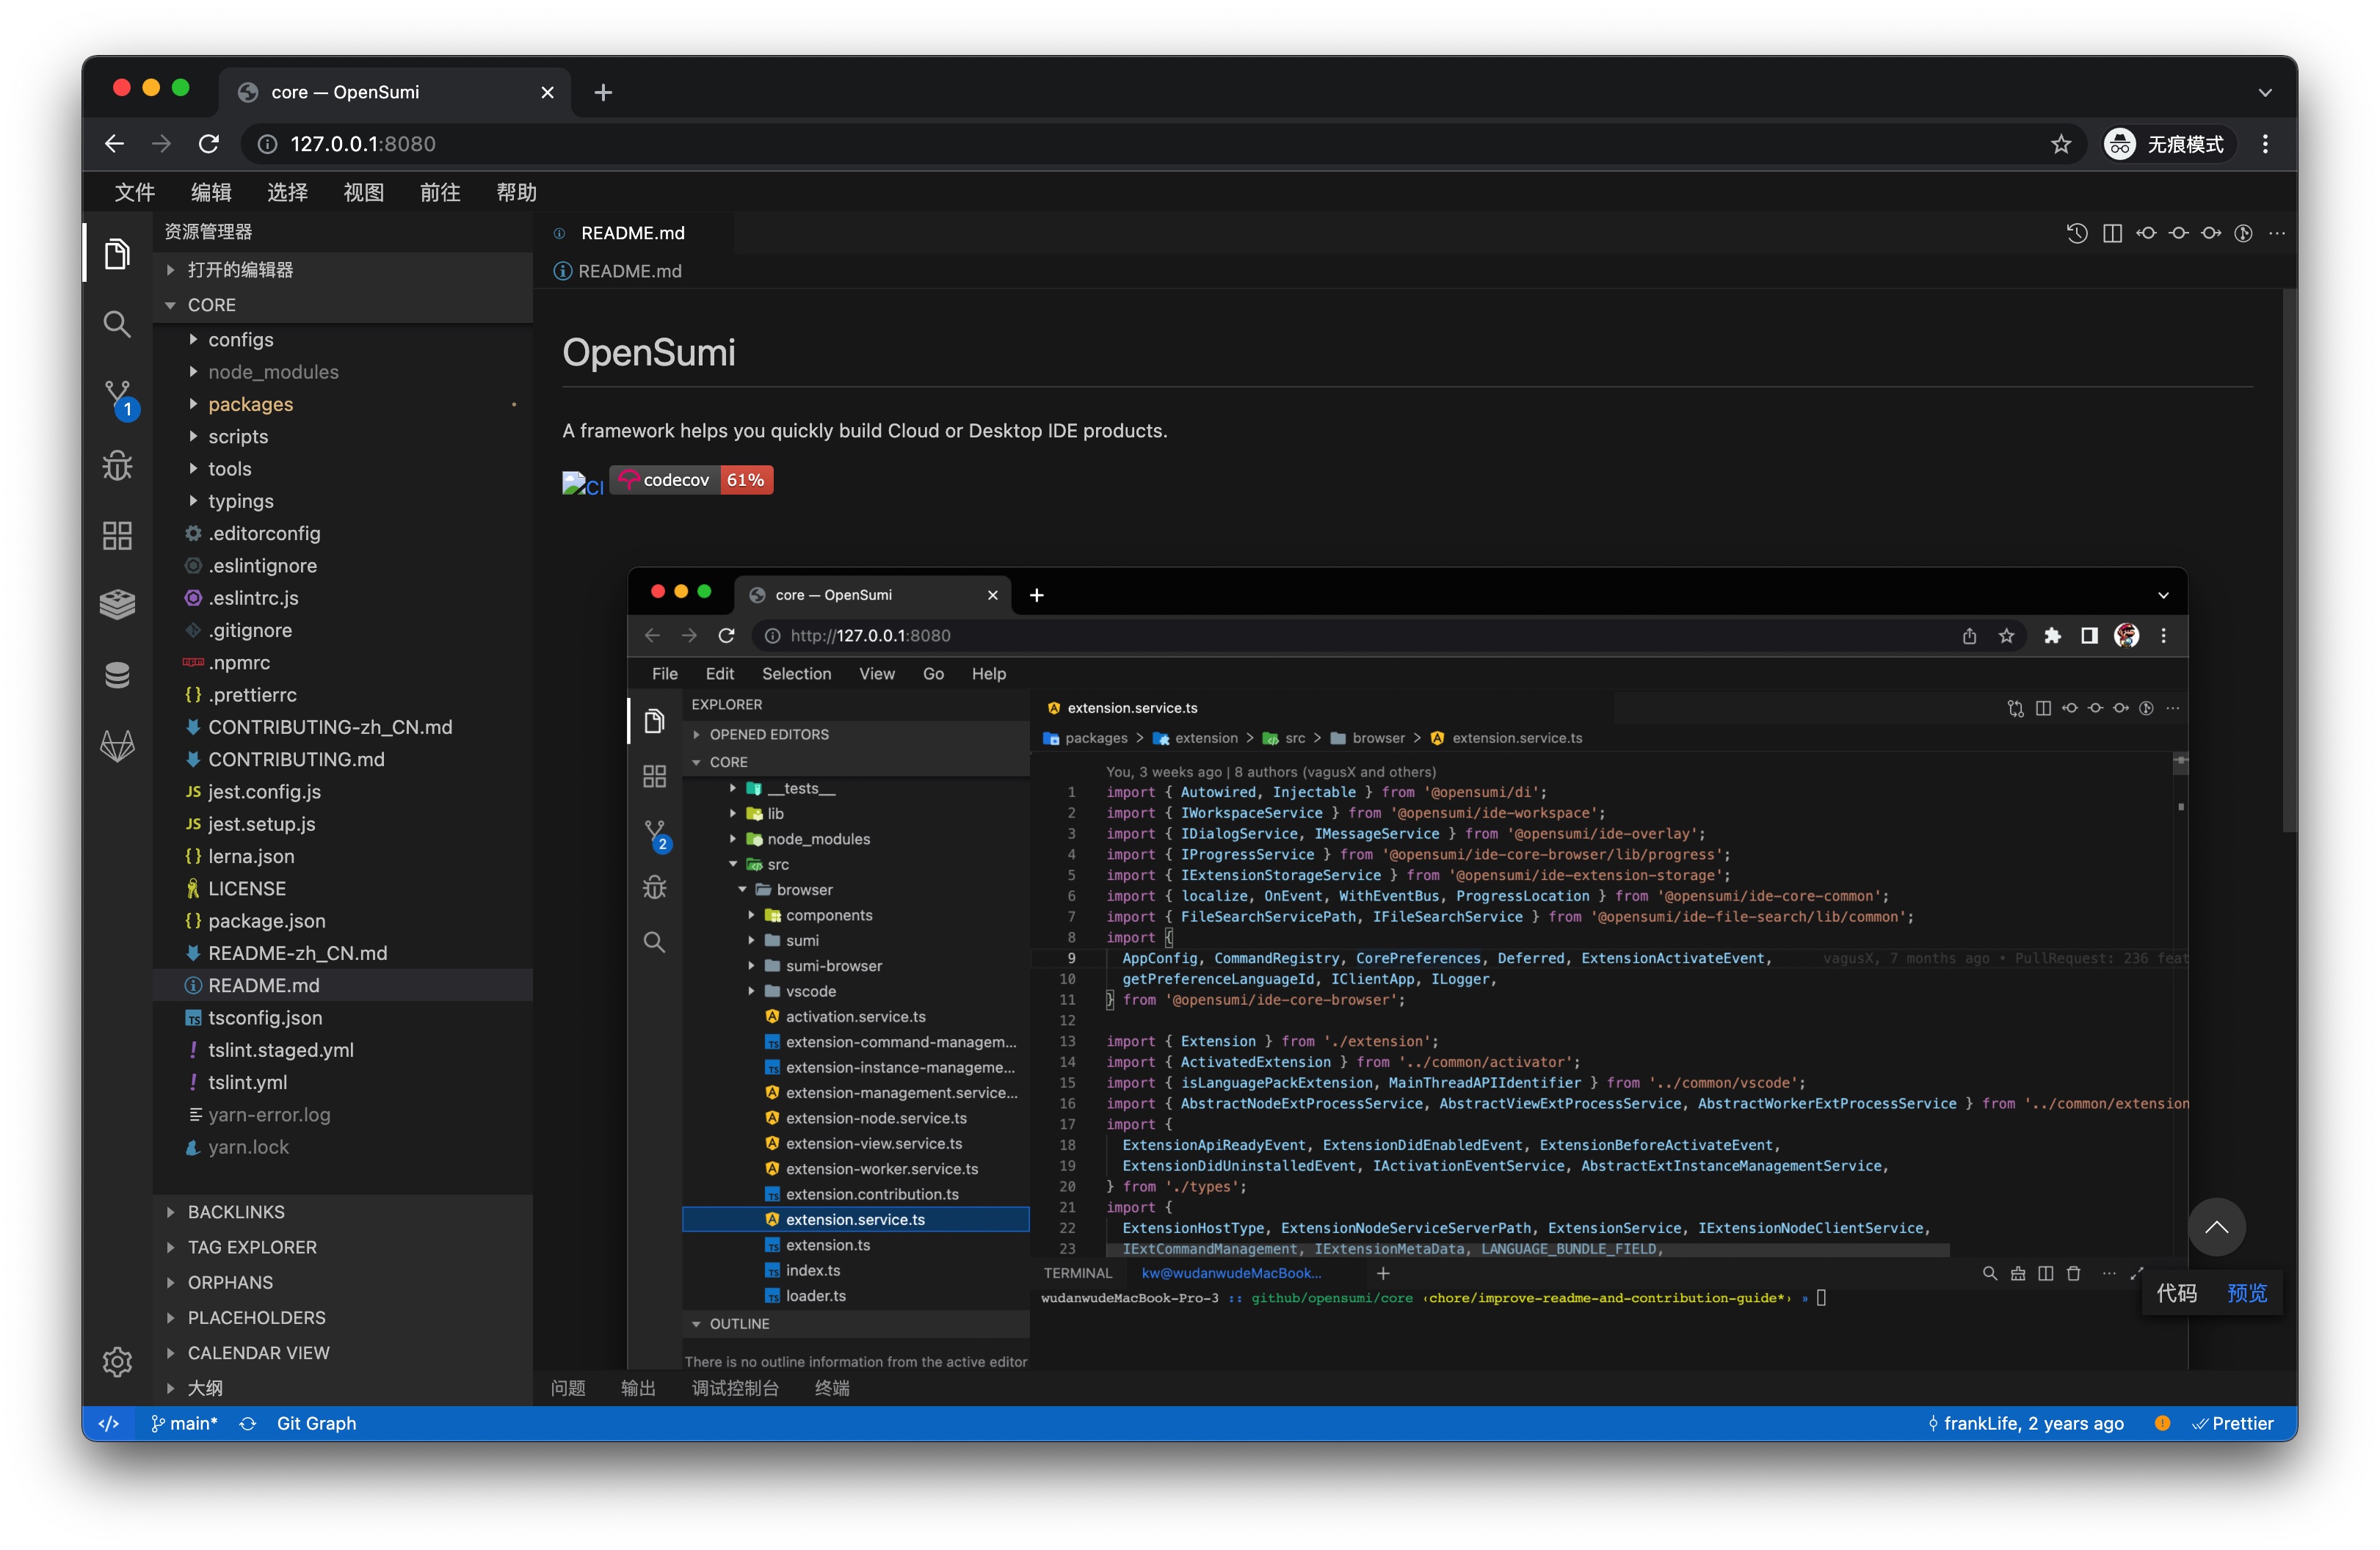 core — OpenSumi
127.0.0.1:8080
无痕模式
文件 编辑 选择 视图 前往 帮助
资源管理器
打开的编辑器
CORE
configs
node_modules
packages
scripts
tools
typings
.editorconfig
.eslintignore
.eslintrc.js
.gitignore
.npmrc
.prettierrc
CONTRIBUTING-zh_CN.md
CONTRIBUTING.md
jest.config.js
jest.setup.js
lerna.json
LICENSE
package.json
README-zh_CN.md
README.md
tsconfig.json
tslint.staged.yml
tslint.yml
yarn-error.log
yarn.lock
BACKLINKS
TAG EXPLORER
ORPHANS
PLACEHOLDERS
CALENDAR VIEW
大纲
1
README.md
README.md
OpenSumi
A framework helps you quickly build Cloud or Desktop IDE products.
CI codecov 61%
core — OpenSumi
http://127.0.0.1:8080
File Edit Selection View Go Help
EXPLORER
OPENED EDITORS
CORE
__tests__
lib
node_modules
src
browser
components
sumi
sumi-browser
vscode
activation.service.ts
extension-command-managem...
extension-instance-manageme...
extension-management.service...
extension-node.service.ts
extension-view.service.ts
extension-worker.service.ts
extension.contribution.ts
extension.service.ts
extension.ts
index.ts
loader.ts
OUTLINE
There is no outline information from the active editor
2
extension.service.ts
packages > extension > src > browser > extension.service.ts
You, 3 weeks ago | 8 authors (vagusX and others)
1 import { Autowired, Injectable } from '@opensumi/di';
2 import { IWorkspaceService } from '@opensumi/ide-workspace';
3 import { IDialogService, IMessageService } from '@opensumi/ide-overlay';
4 import { IProgressService } from '@opensumi/ide-core-browser/lib/progress';
5 import { IExtensionStorageService } from '@opensumi/ide-extension-storage';
6 import { localize, OnEvent, WithEventBus, ProgressLocation } from '@opensumi/ide-core-common';
7 import { FileSearchServicePath, IFileSearchService } from '@opensumi/ide-file-search/lib/common';
8 import {
9 AppConfig, CommandRegistry, CorePreferences, Deferred, ExtensionActivateEvent, vagusX, 7 months ago • PullRequest: 236 feat
10 getPreferenceLanguageId, IClientApp, ILogger,
11 } from '@opensumi/ide-core-browser';
12
13 import { Extension } from './extension';
14 import { ActivatedExtension } from '../common/activator';
15 import { isLanguagePackExtension, MainThreadAPIIdentifier } from '../common/vscode';
16 import { AbstractNodeExtProcessService, AbstractViewExtProcessService, AbstractWorkerExtProcessService } from '../common/extension
17 import {
18 ExtensionApiReadyEvent, ExtensionDidEnabledEvent, ExtensionBeforeActivateEvent,
19 ExtensionDidUninstalledEvent, IActivationEventService, AbstractExtInstanceManagementService,
20 } from './types';
21 import {
22 ExtensionHostType, ExtensionNodeServiceServerPath, ExtensionService, IExtensionNodeClientService,
23 IExtCommandManagement, IExtensionMetaData, LANGUAGE_BUNDLE_FIELD,
TERMINAL kw@wudanwudeMacBook...
wudanwudeMacBook-Pro-3 :: github/opensumi/core ‹chore/improve-readme-and-contribution-guide*› »
代码 预览
问题 输出 调试控制台 终端
main* Git Graph frankLife, 2 years ago Prettier